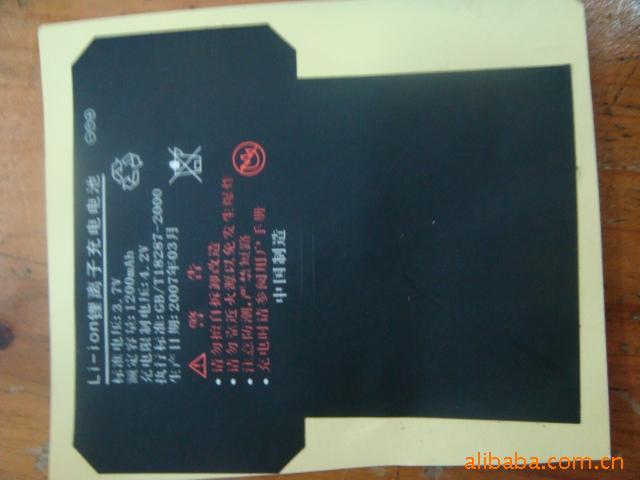 Li-ion锂离子充电电池
标准电压:3.7V
额定容量:1200mAh
充电限制电压:4.2V
执行标准:GB/T18287-2000
生产日期:2007年03月
警 告
·请勿擅自拆卸改造
·请勿靠近火源以免发生爆炸
·注意防潮,严禁短路
·充电时请参阅用户手册
中国制造
alibaba.com.cn